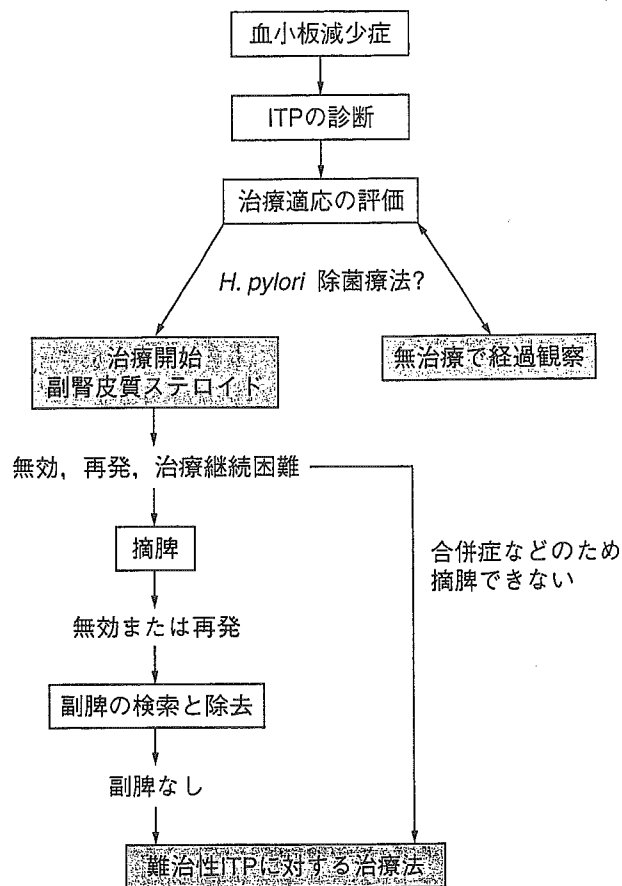 血小板減少症
ITPの診断
治療適応の評価
H. pylori 除菌療法?
治療開始
副腎皮質ステロイド
無治療で経過観察
無効，再発，治療継続困難
摘脾
合併症などのため
摘脾できない
無効または再発
副脾の検索と除去
副脾なし
難治性ITPに対する治療法